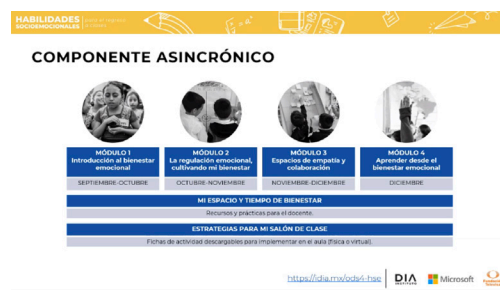 HABILIDADES para el regreso
SOCIOEMOCIONALES a clases
COMPONENTE ASINCRÓNICO
MÓDULO 1
Introducción al bienestar
emocional
MÓDULO 2
La regulación emocional,
cultivando mi bienestar
MÓDULO 3
Espacios de empatía y
colaboración
MÓDULO 4
Aprender desde el
bienestar emocional
SEPTIEMBRE-OCTUBRE
OCTUBRE-NOVIEMBRE
NOVIEMBRE-DICIEMBRE
DICIEMBRE
MI ESPACIO Y TIEMPO DE BIENESTAR
Recursos y prácticas para el docente.
ESTRATEGIAS PARA MI SALÓN DE CLASE
Fichas de actividad descargables para implementar en el aula (física o virtual).
https://idia.mx/ods4-hse
DIA
INSTITUTE
Microsoft